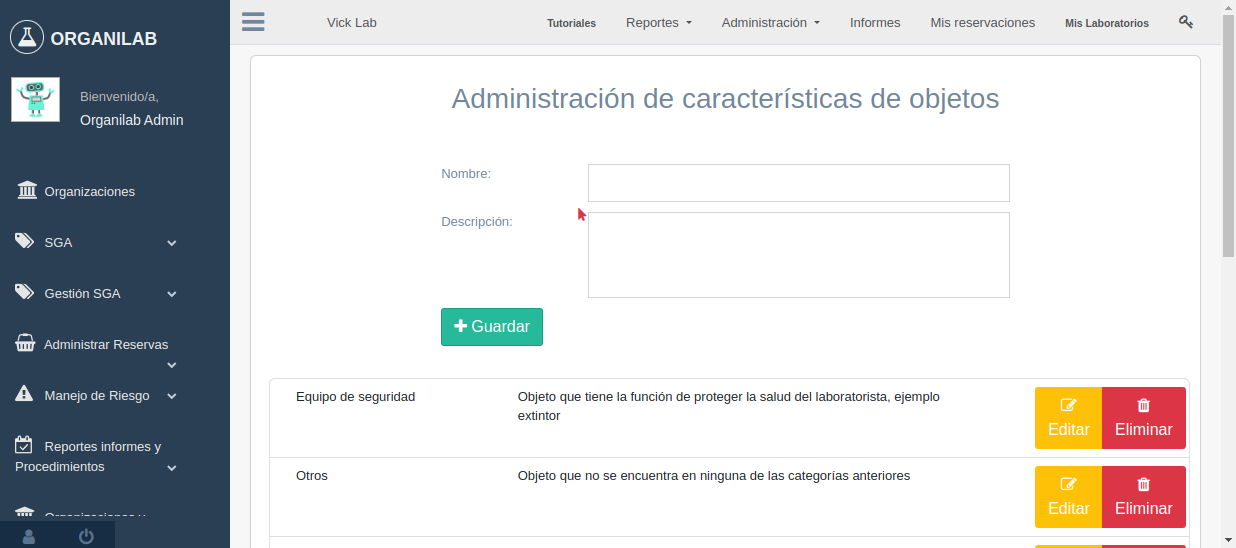 ORGANILAB
Bienvenido/a,
Organilab Admin
Organizaciones
SGA
Gestión SGA
Administrar Reservas
Manejo de Riesgo
Reportes informes y
Procedimientos
Organizaciones y
Vick Lab
Tutoriales
Reportes
Administración
Informes
Mis reservaciones
Mis Laboratorios
Administración de características de objetos
Nombre:
Descripción:
Guardar
Equipo de seguridad
Objeto que tiene la función de proteger la salud del laboratorista, ejemplo
extintor
Editar
Eliminar
Otros
Objeto que no se encuentra en ninguna de las categorías anteriores
Editar
Eliminar